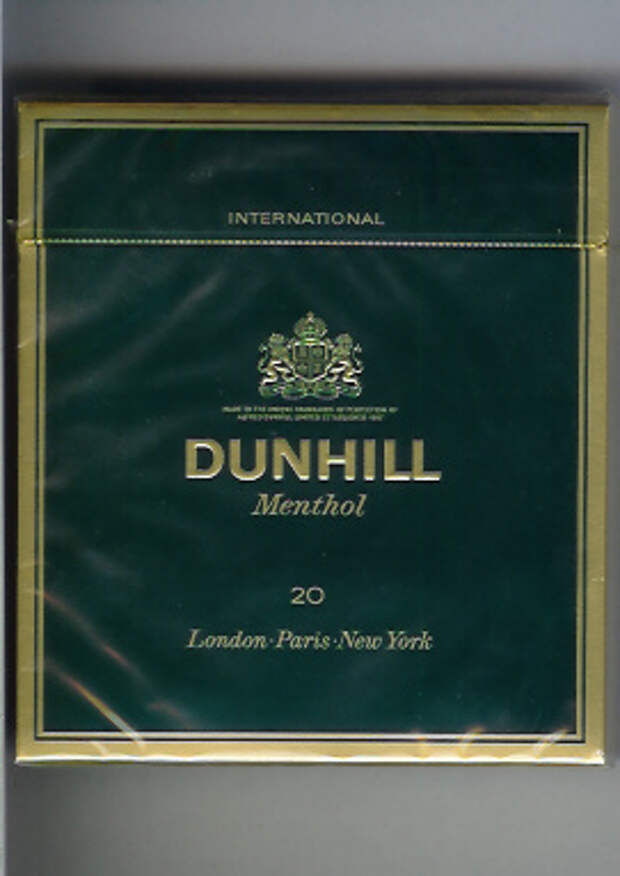 INTERNATIONAL
DUNHILL
Menthol
20
London·Paris·New York